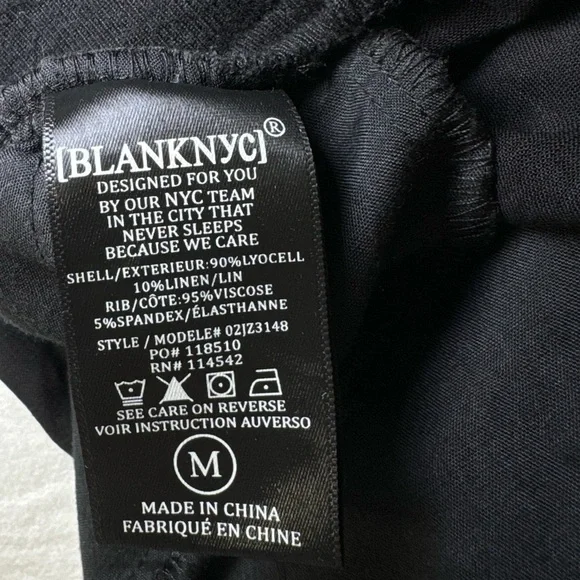 [BLANKNYC]®
DESIGNED FOR YOU
BY OUR NYC TEAM
IN THE CITY THAT
NEVER SLEEPS
BECAUSE WE CARE
SHELL/EXTERIEUR:90%LYOCELL
10%LINEN/LIN
RIB/CÔTE:95%VISCOSE
5%SPANDEX/ÉLASTHANNE
STYLE / MODELE# 02JZ3148
PO# 118510
RN# 114542
SEE CARE ON REVERSE
VOIR INSTRUCTION AUVERSO
M
MADE IN CHINA
FABRIQUÉ EN CHINE